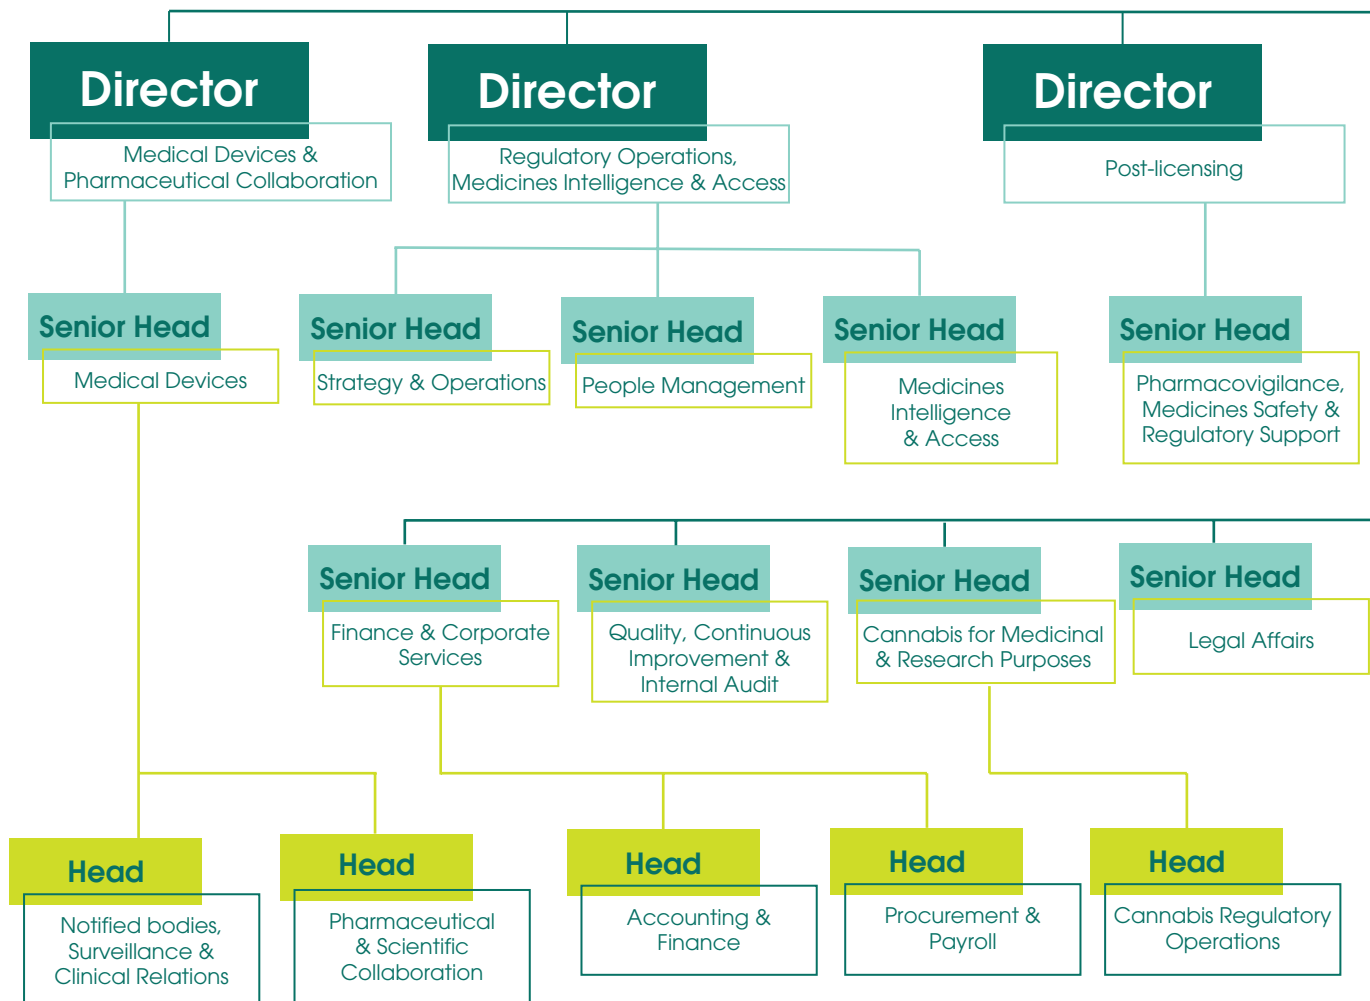 Director
Medical Devices &
Pharmaceutical Collaboration
Director
Regulatory Operations,
Medicines Intelligence & Access
Director
Post-licensing
Senior Head
Medical Devices
Senior Head
Strategy & Operations
Senior Head
People Management
Senior Head
Medicines
Intelligence
& Access
Senior Head
Pharmacovigilance,
Medicines Safety &
Regulatory Support
Senior Head
Finance & Corporate
Services
Senior Head
Quality, Continuous
Improvement &
Internal Audit
Senior Head
Cannabis for Medicinal
& Research Purposes
Senior Head
Legal Affairs
Head
Notified bodies,
Surveillance &
Clinical Relations
Head
Pharmaceutical
& Scientific
Collaboration
Head
Accounting &
Finance
Head
Procurement &
Payroll
Head
Cannabis Regulatory
Operations